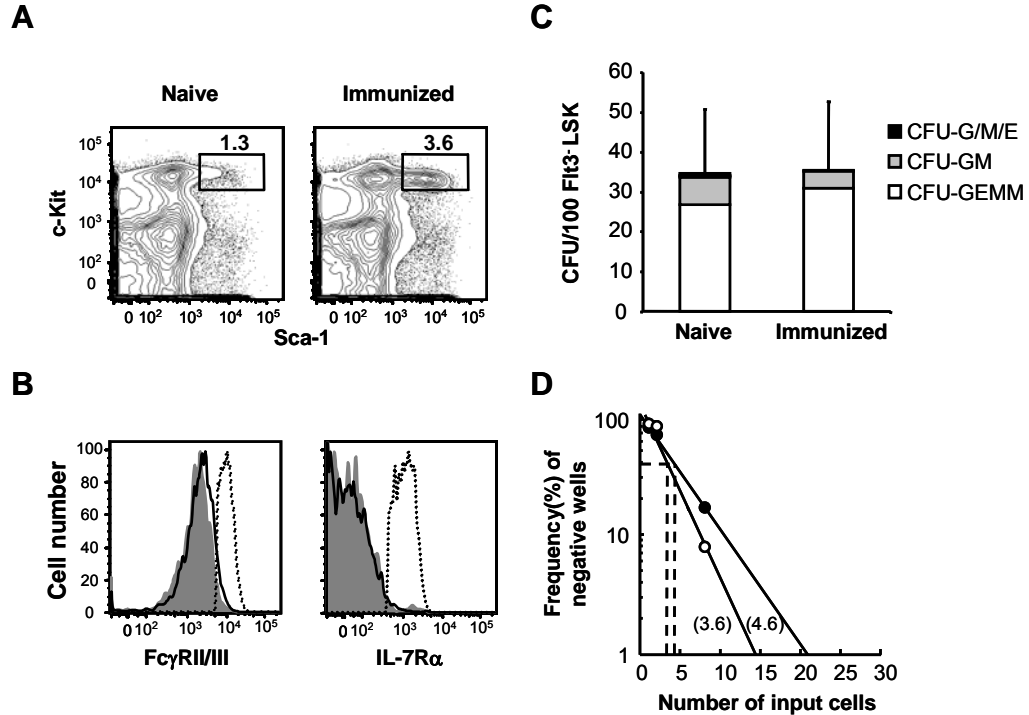 A
Naive
Immunized
1.3
3.6
c-Kit
10⁵
10⁴
10³
10²
0
0 10² 10³ 10⁴ 10⁵
0 10² 10³ 10⁴ 10⁵
Sca-1
B
Cell number
100
80
60
40
20
0
0 10² 10³ 10⁴ 10⁵
0 10² 10³ 10⁴ 10⁵
FcγRII/III
IL-7Rα
C
CFU/100 Flt3⁻ LSK
60
50
40
30
20
10
0
Naive
Immunized
CFU-G/M/E
CFU-GM
CFU-GEMM
D
Frequency(%) of
negative wells
100
10
1
(3.6)
(4.6)
0 5 10 15 20 25 30
Number of input cells